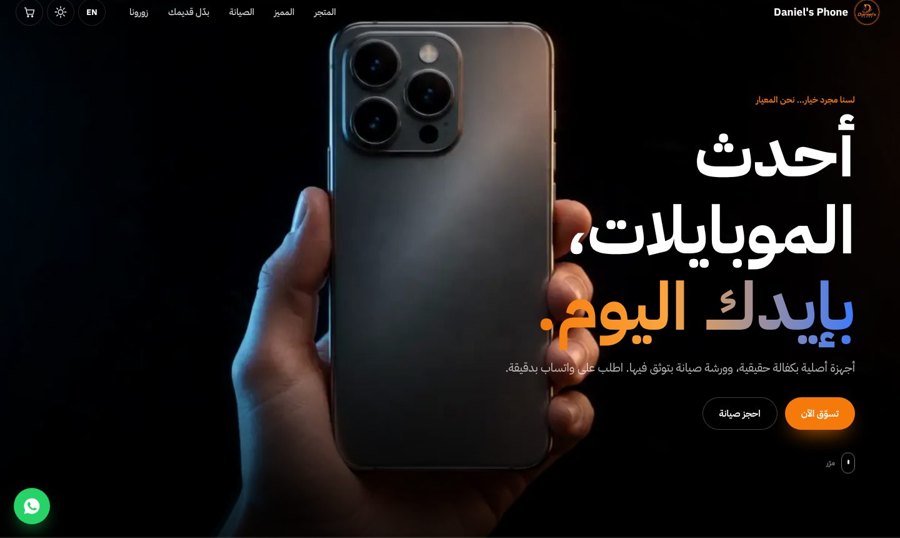 Daniel's Phone
المتجر
المميز
الصيانة
بدّل قديمك
زورونا
EN
لسنا مجرد خيار... نحن المعيار
أحدث
الموبايلات،
بإيدك اليوم.
أجهزة أصلية بكفالة حقيقية، وورشة صيانة بتوثق فيها. اطلب على واتساب بدقيقة.
تسوّق الآن
احجز صيانة
مرّر